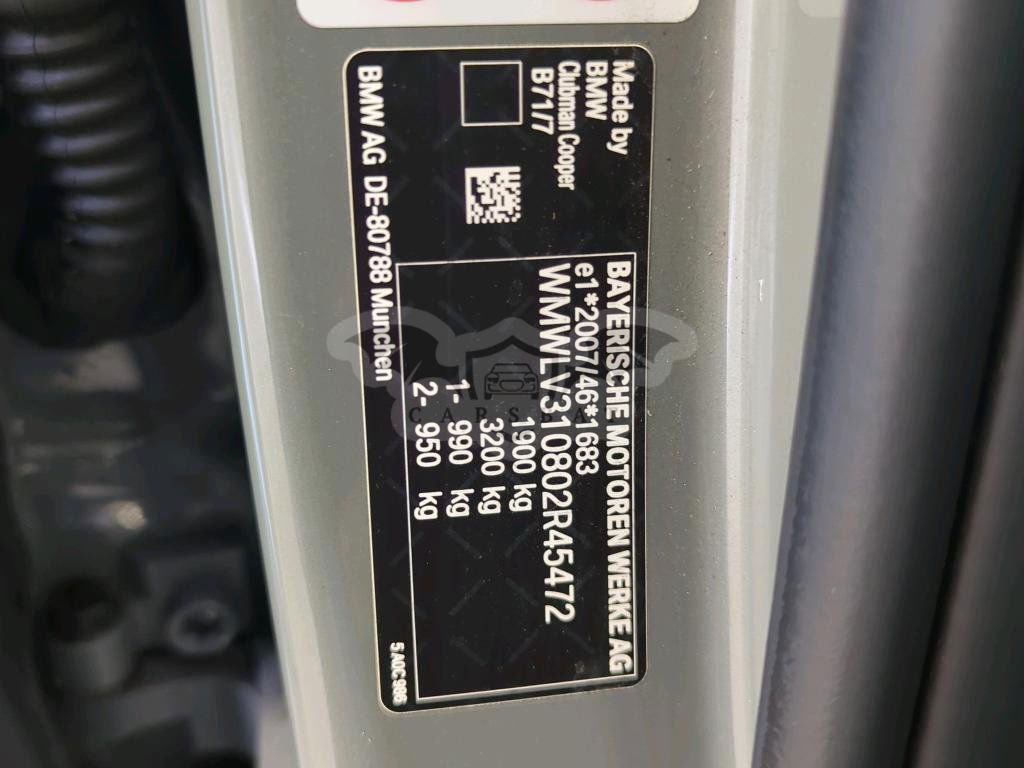 Made by
BMW
Clubman Cooper
B71/7
BMW AG DE-80788 Munchen
BAYERISCHE MOTOREN WERKE AG
e1*2007/46*1683
WMWLV310802R45472
1900 kg
3200 kg
1- 990 kg
2- 950 kg